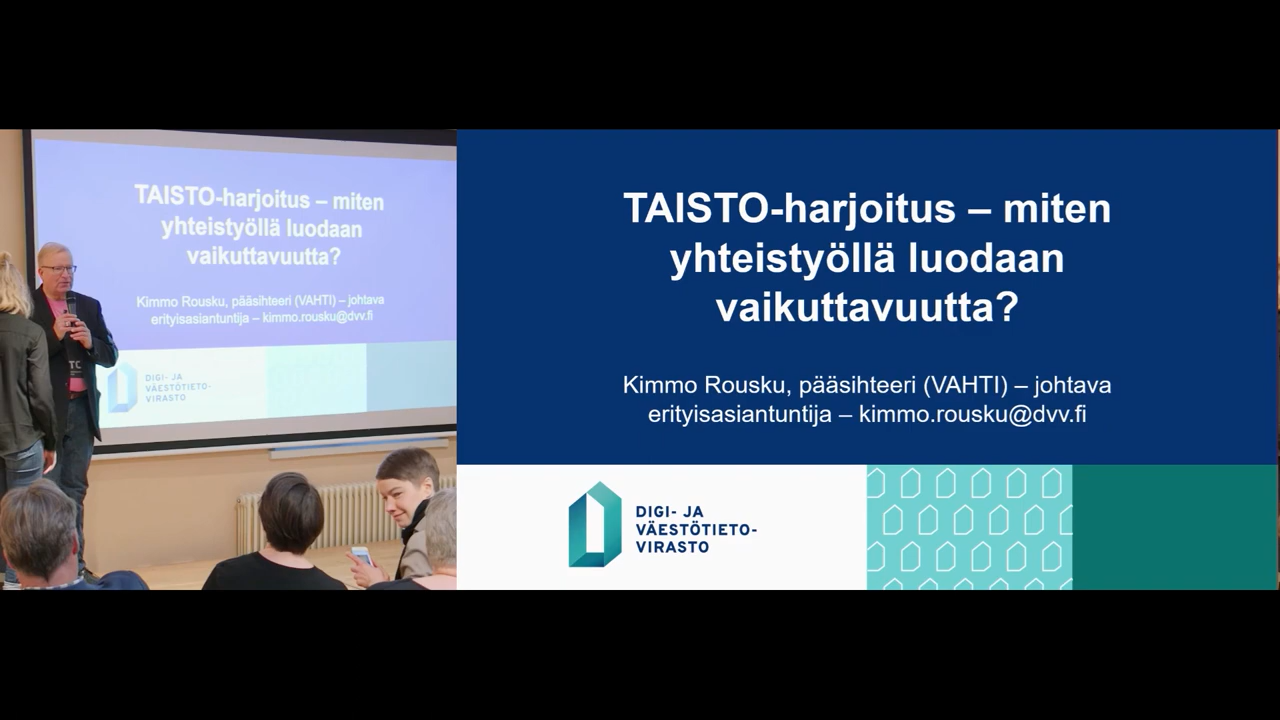 TAISTO-harjoitus – miten
yhteistyöllä luodaan
vaikuttavuutta?
Kimmo Rousku, pääsihteeri (VAHTI) – johtava
erityisasiantuntija – kimmo.rousku@dvv.fi
DIGI- JA
VÄESTÖTIETO-
VIRASTO
TAISTO-harjoitus – miten
yhteistyöllä luodaan
vaikuttavuutta?
Kimmo Rousku, pääsihteeri (VAHTI) – johtava
erityisasiantuntija – kimmo.rousku@dvv.fi
DIGI- JA
VÄESTÖTIETO-
VIRASTO